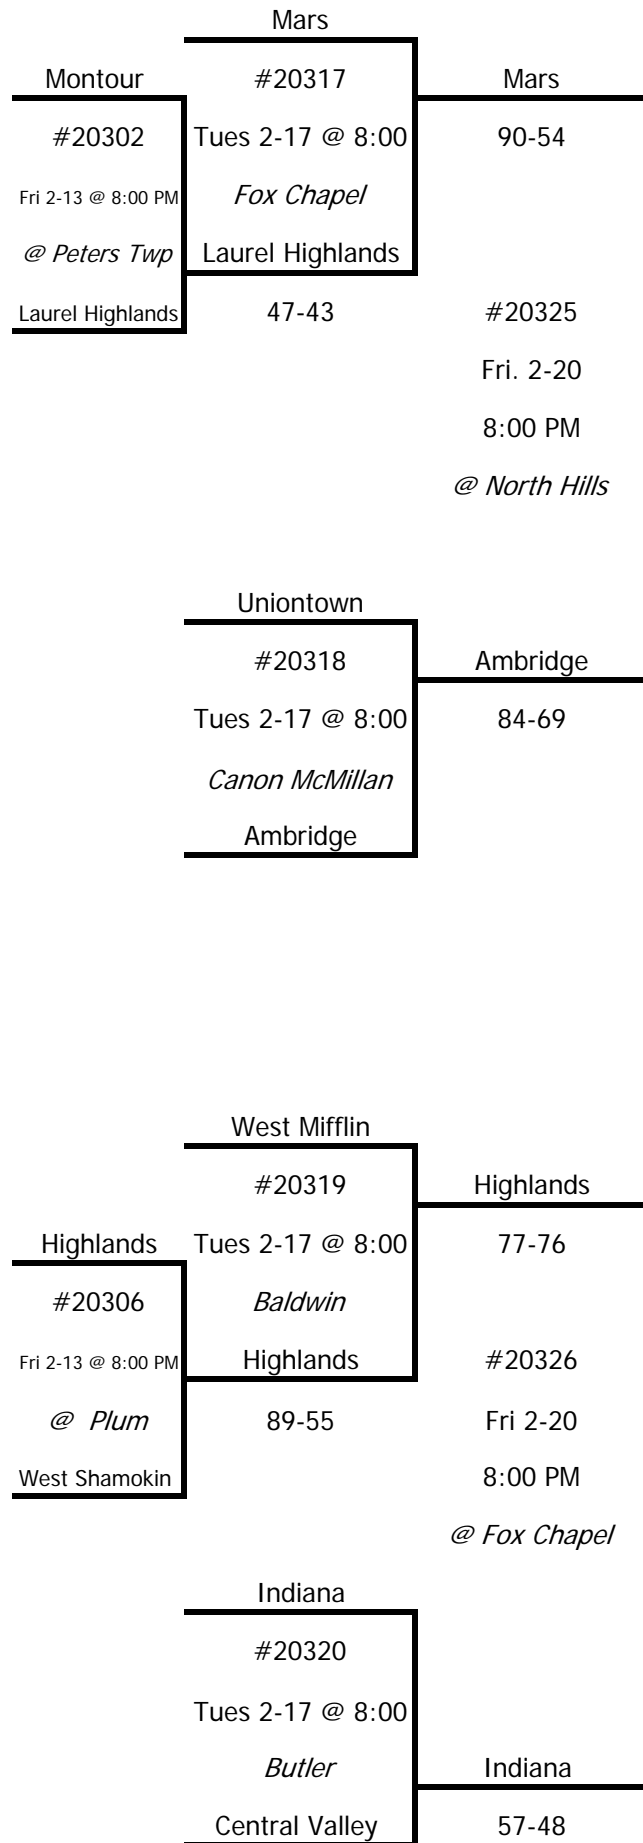 Mars
Montour #20317 Mars
#20302 Tues 2-17 @ 8:00 90-54
Fri 2-13 @ 8:00 PM Fox Chapel
@ Peters Twp Laurel Highlands
Laurel Highlands 47-43 #20325
Fri. 2-20
8:00 PM
@ North Hills
Uniontown
#20318 Ambridge
Tues 2-17 @ 8:00 84-69
Canon McMillan
Ambridge
West Mifflin
#20319 Highlands
Highlands Tues 2-17 @ 8:00 77-76
#20306 Baldwin
Fri 2-13 @ 8:00 PM Highlands #20326
@ Plum 89-55 Fri 2-20
West Shamokin 8:00 PM
@ Fox Chapel
Indiana
#20320
Tues 2-17 @ 8:00
Butler Indiana
Central Valley 57-48